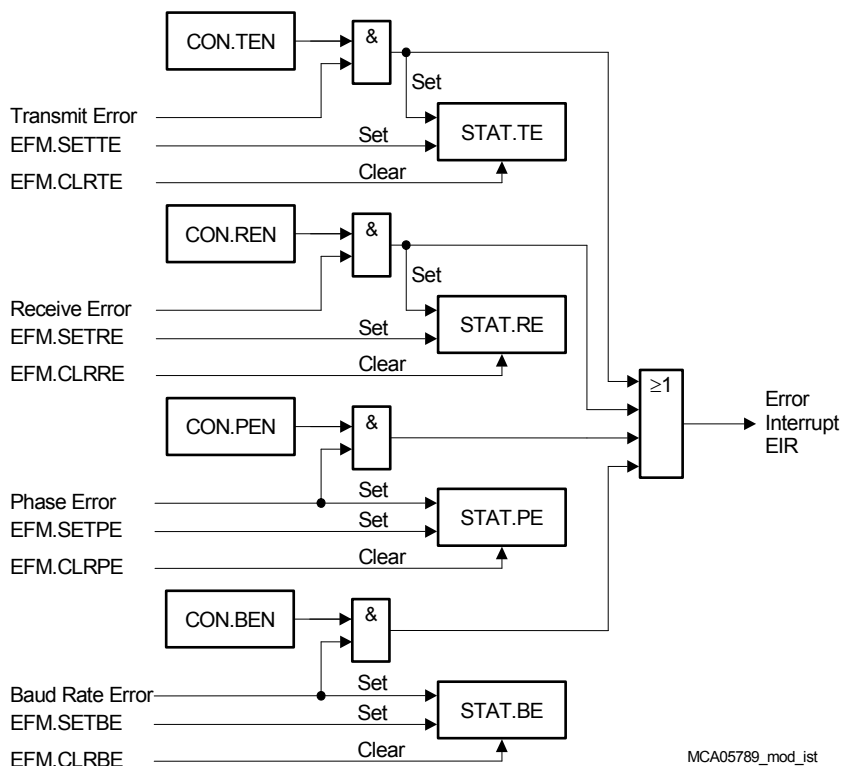 CON.TEN
&
Set
Transmit Error
Set
STAT.TE
EFM.SETTE
Clear
EFM.CLRTE
CON.REN
&
Set
Receive Error
Set
STAT.RE
EFM.SETRE
Clear
EFM.CLRRE
≥1
Error
Interrupt
EIR
CON.PEN
&
Phase Error
Set
EFM.SETPE
Set
STAT.PE
Clear
EFM.CLRPE
CON.BEN
&
Baud Rate Error
Set
EFM.SETBE
Set
STAT.BE
Clear
EFM.CLRBE
MCA05789_mod_ist